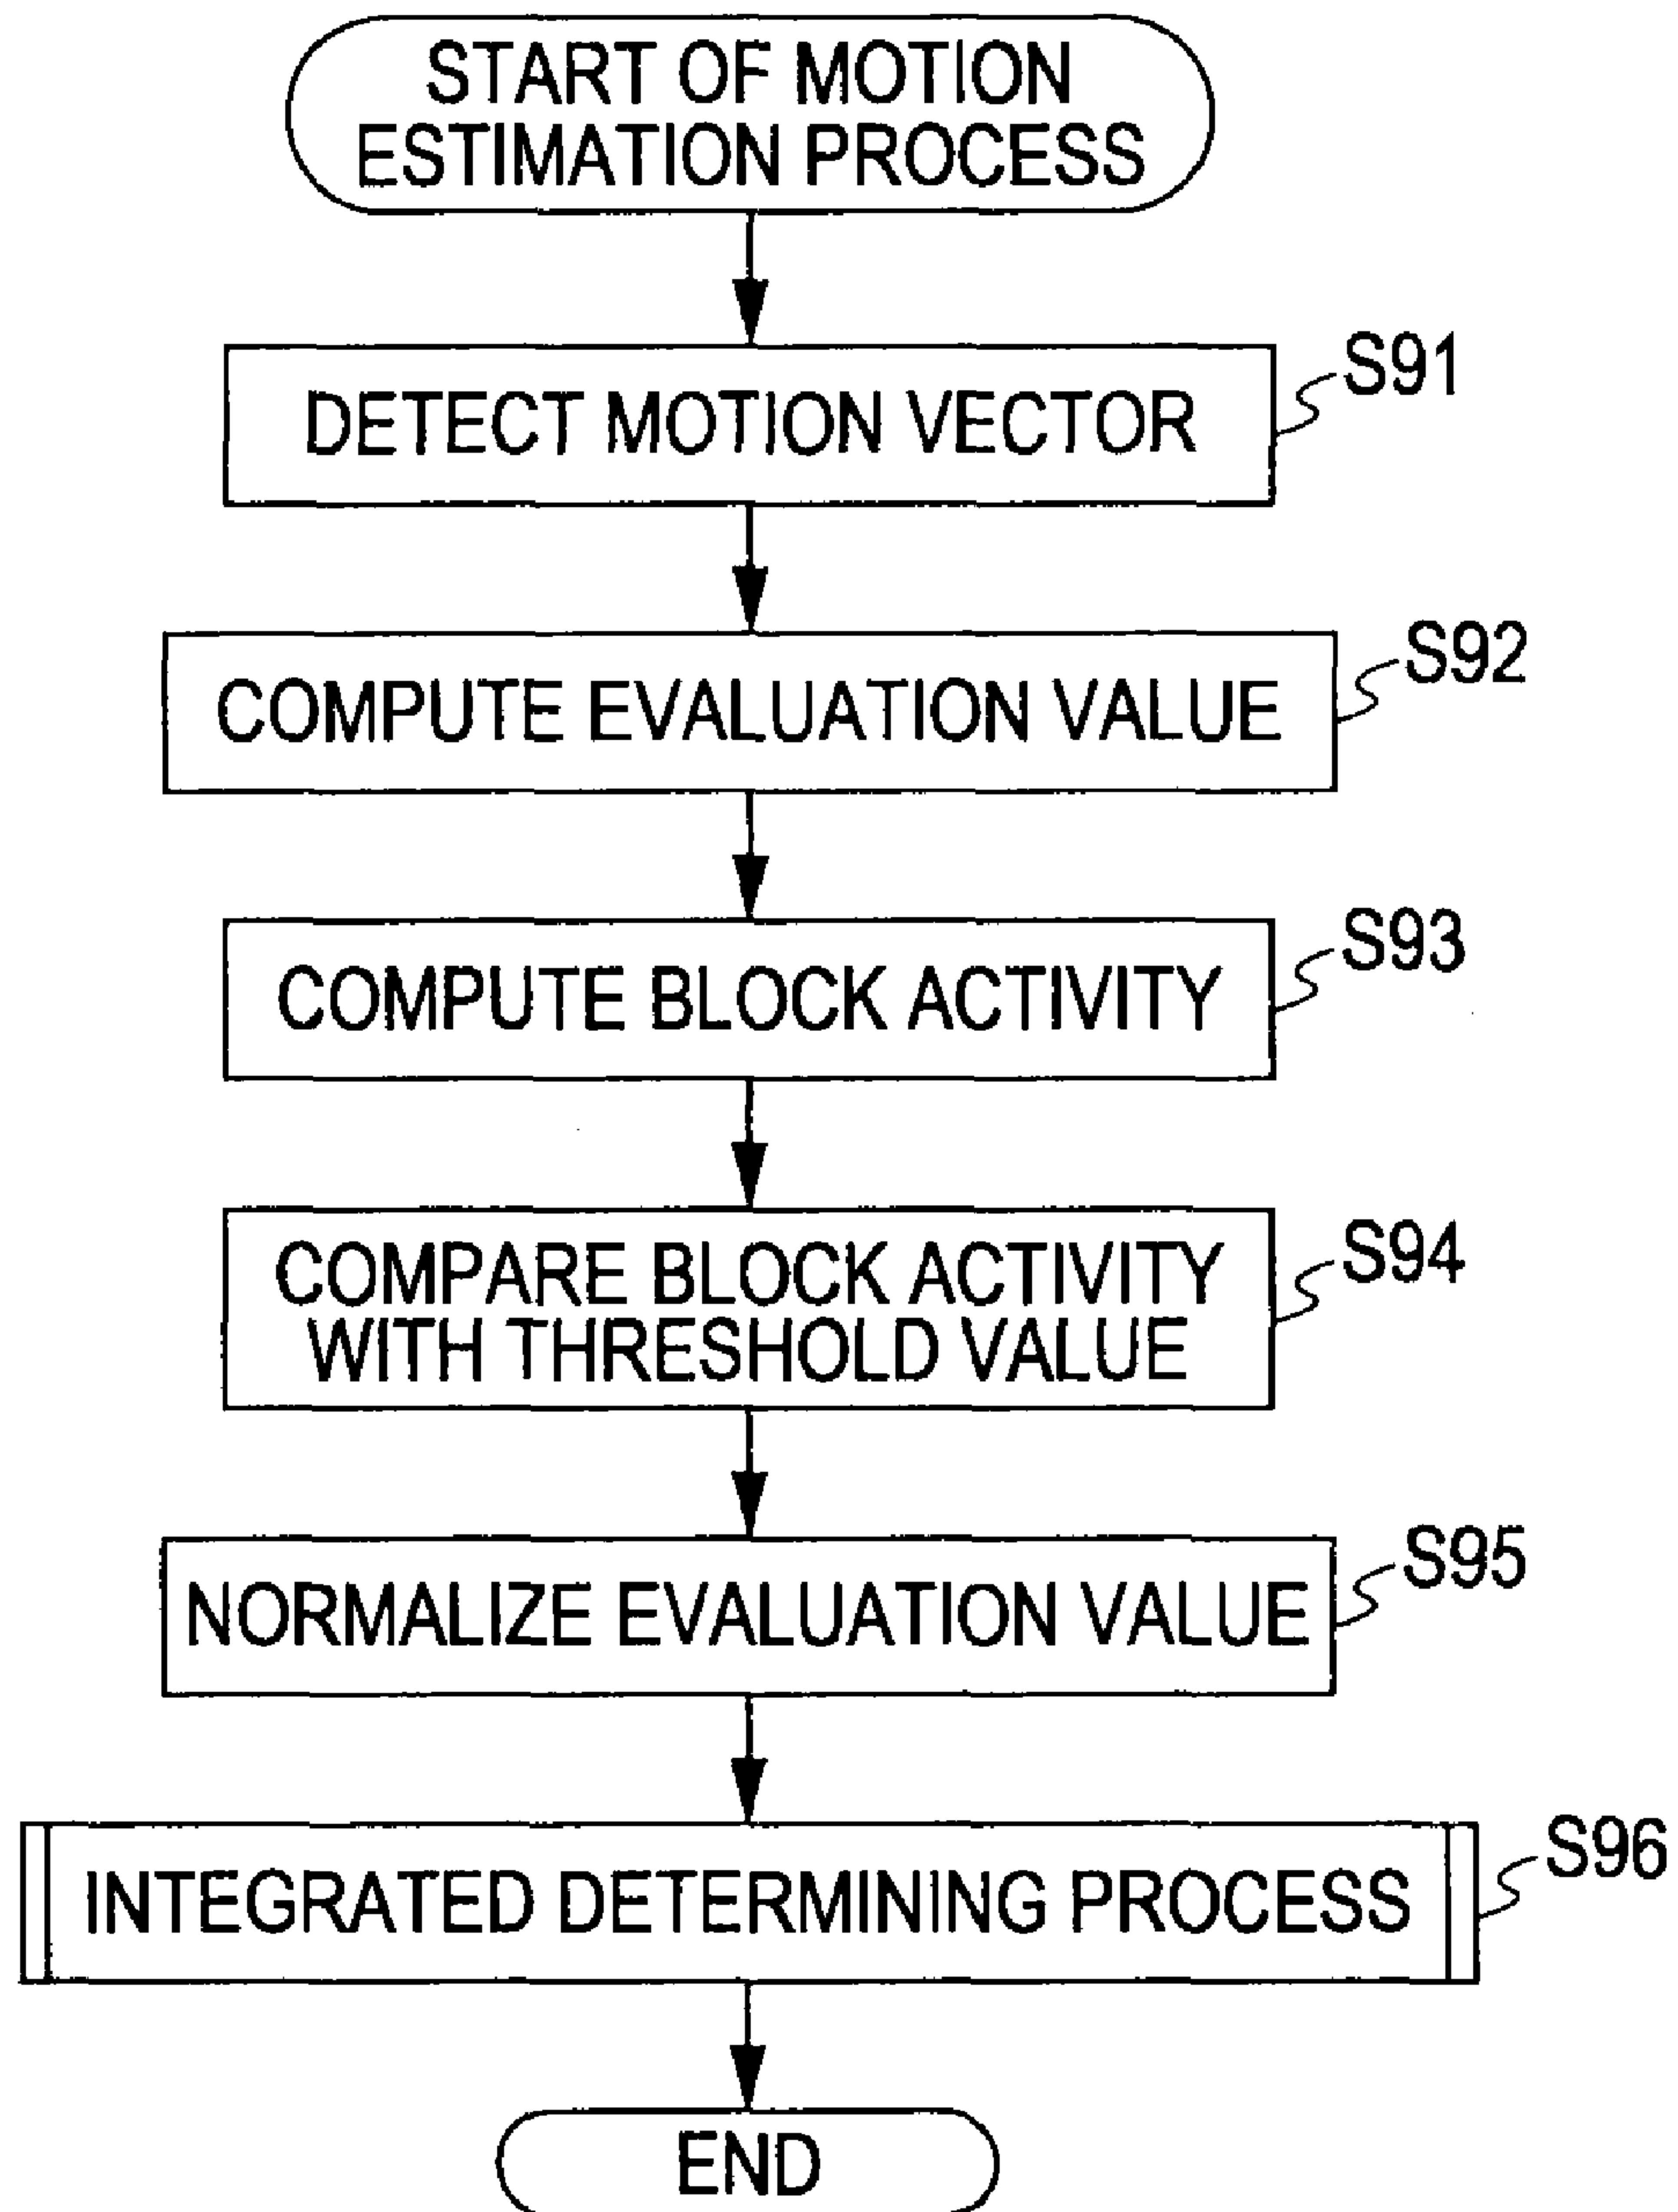 START OF MOTION
ESTIMATION PROCESS
DETECT MOTION VECTOR
S91
COMPUTE EVALUATION VALUE
S92
COMPUTE BLOCK ACTIVITY
S93
COMPARE BLOCK ACTIVITY
WITH THRESHOLD VALUE
S94
NORMALIZE EVALUATION VALUE
S95
INTEGRATED DETERMINING PROCESS
S96
END